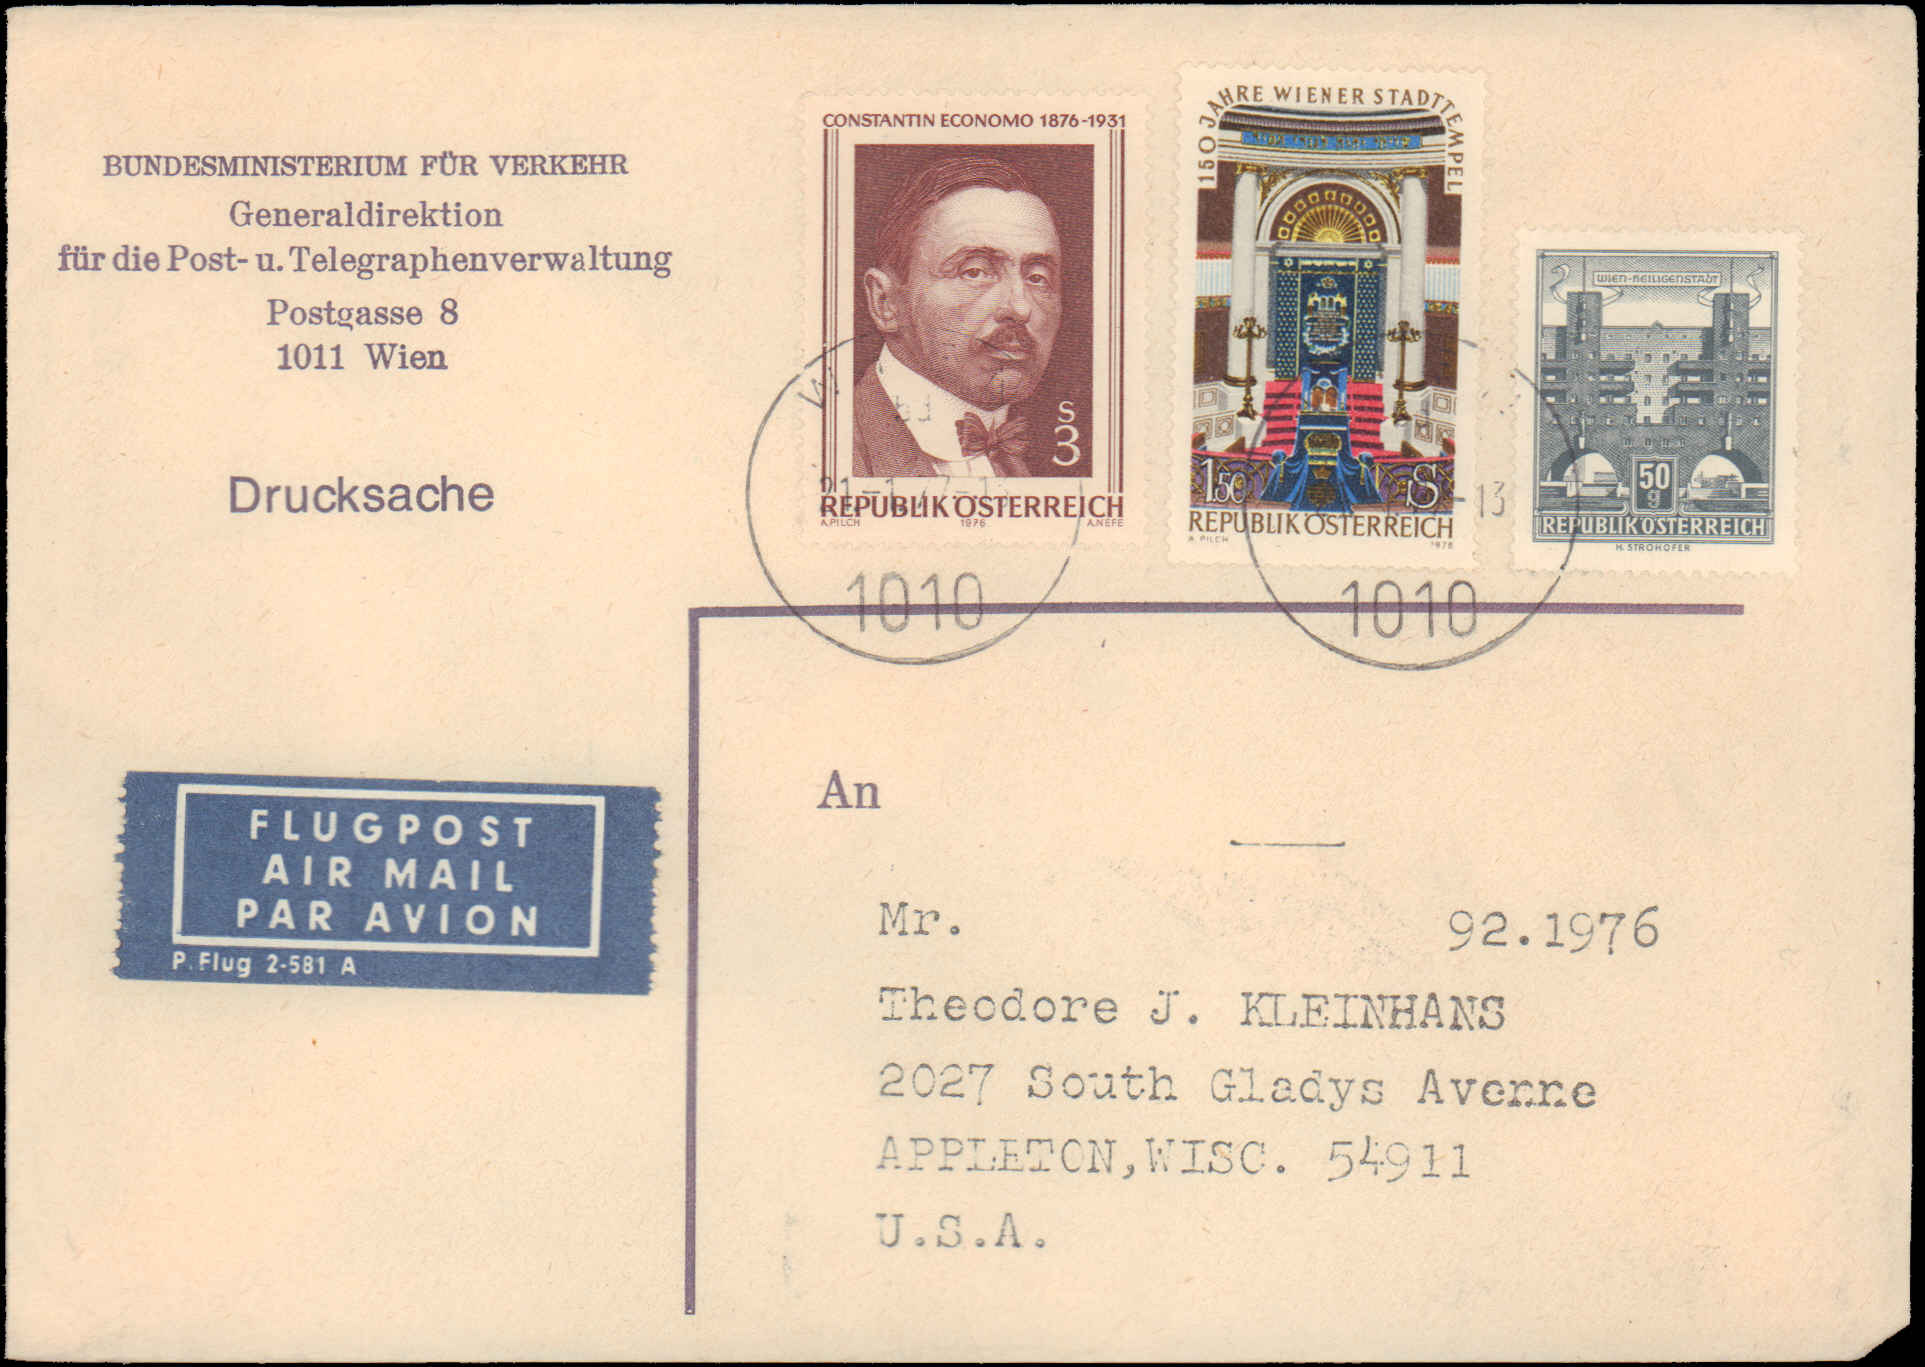 BUNDESMINISTERIUM FÜR VERKEHR
Generaldirektion
für die Post- u. Telegraphenverwaltung
Postgasse 8
1011 Wien
Drucksache
CONSTANTIN ECONOMO 1876-1931
S
3
REPUBLIK ÖSTERREICH
A.PILCH 1976 A.NEFE
150 JAHRE WIENER STADTTEMPEL
1.50 S
REPUBLIK ÖSTERREICH
A. PILCH 1976
WIEN-HEILIGENSTADT
50
g
REPUBLIK ÖSTERREICH
H. STROHOFER
1010
1010
FLUGPOST
AIR MAIL
PAR AVION
P. Flug 2-581 A
An
Mr. 92.1976
Theodore J. KLEINHANS
2027 South Gladys Avenne
APPLETON, WISC. 54911
U.S.A.